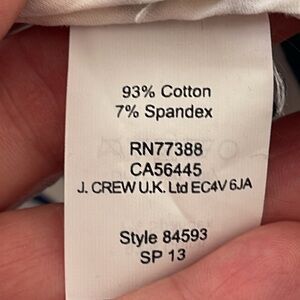 93% Cotton
7% Spandex
RN77388
CA56445
J. CREW U.K. Ltd EC4V 6JA
Style 84593
SP 13